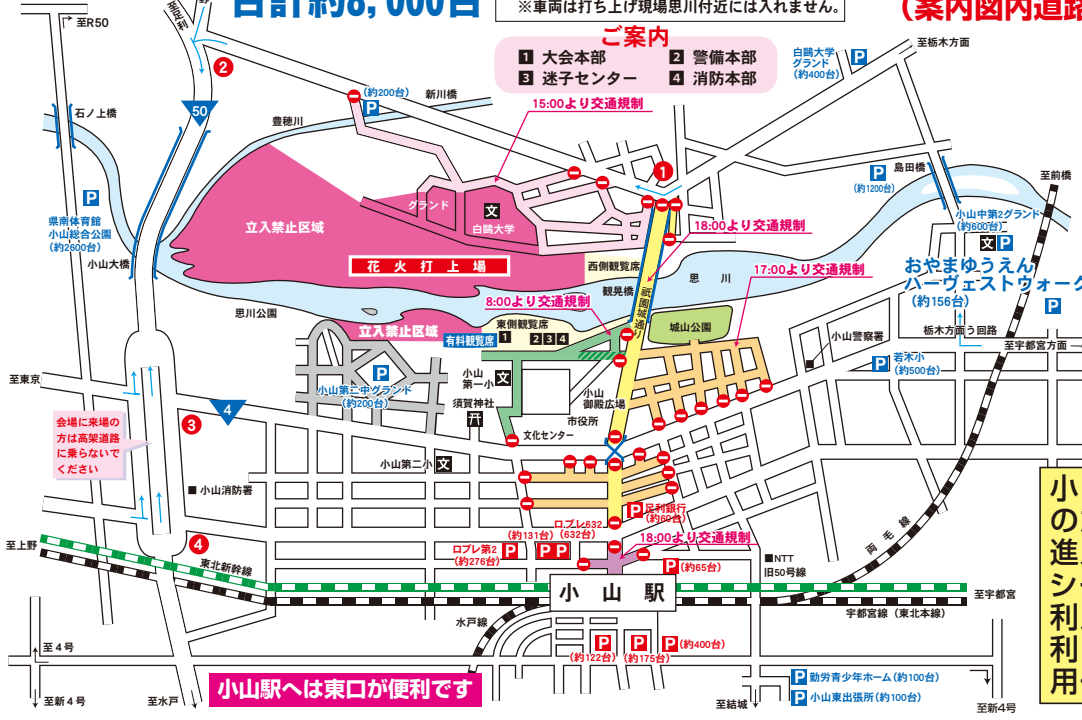 合計約8,000台
※車両は打ち上げ現場思川付近には入れません。
(案内図内道路
ご案内
1 大会本部
2 警備本部
3 迷子センター
4 消防本部
至R50
至足利
2
50
石ノ上橋
豊穂川
新川橋
P
(約200台)
15:00より交通規制
白鷗大学
グランド
(約400台)
P
至栃木方面
1
島田橋
P
(約1200台)
至前橋
小山中第2グランド
(約600台)
文 P
おやまゆうえん
ハーヴェストウォーク
(約156台)
P
P
県南体育館
小山総合公園
(約2600台)
小山大橋
立入禁止区域
グランド
文
白鷗大学
花火打上場
西側観覧席
観晃橋
18:00より交通規制
思川
17:00より交通規制
祇園城通り
8:00より交通規制
思川公園
立入禁止区域
東側観覧席
有料観覧席
1
2 3 4
城山公園
小山警察署
栃木方面う回路
至宇都宮方面
P
若木小
(約500台)
至東京
4
P
小山第二中グランド
(約200台)
小山
第一小
文
須賀神社
小山
御殿広場
市役所
文化センター
会場に来場の
方は高架道路
に乗らないで
ください
3
小山第二小 文
小山消防署
至上野
4
東北新幹線
P
足利銀行
(約60台)
ロブレ632
(632台)
(約131台)
P P
ロブレ第2
(約276台)
P
18:00より交通規制
P
(約65台)
NTT
旧50号線
両毛線
小山駅
至宇都宮
宇都宮線(東北本線)
水戸線
至4号
至新4号
至水戸
小山駅へは東口が便利です
P
(約122台)
P
(約175台)
P
(約400台)
至結城
P 勤労青少年ホーム(約100台)
P 小山東出張所(約100台)
至新4号
小
の
進
シ
利
利
用